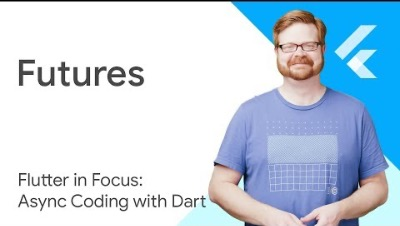 Futures
Flutter in Focus:
Async Coding with Dart